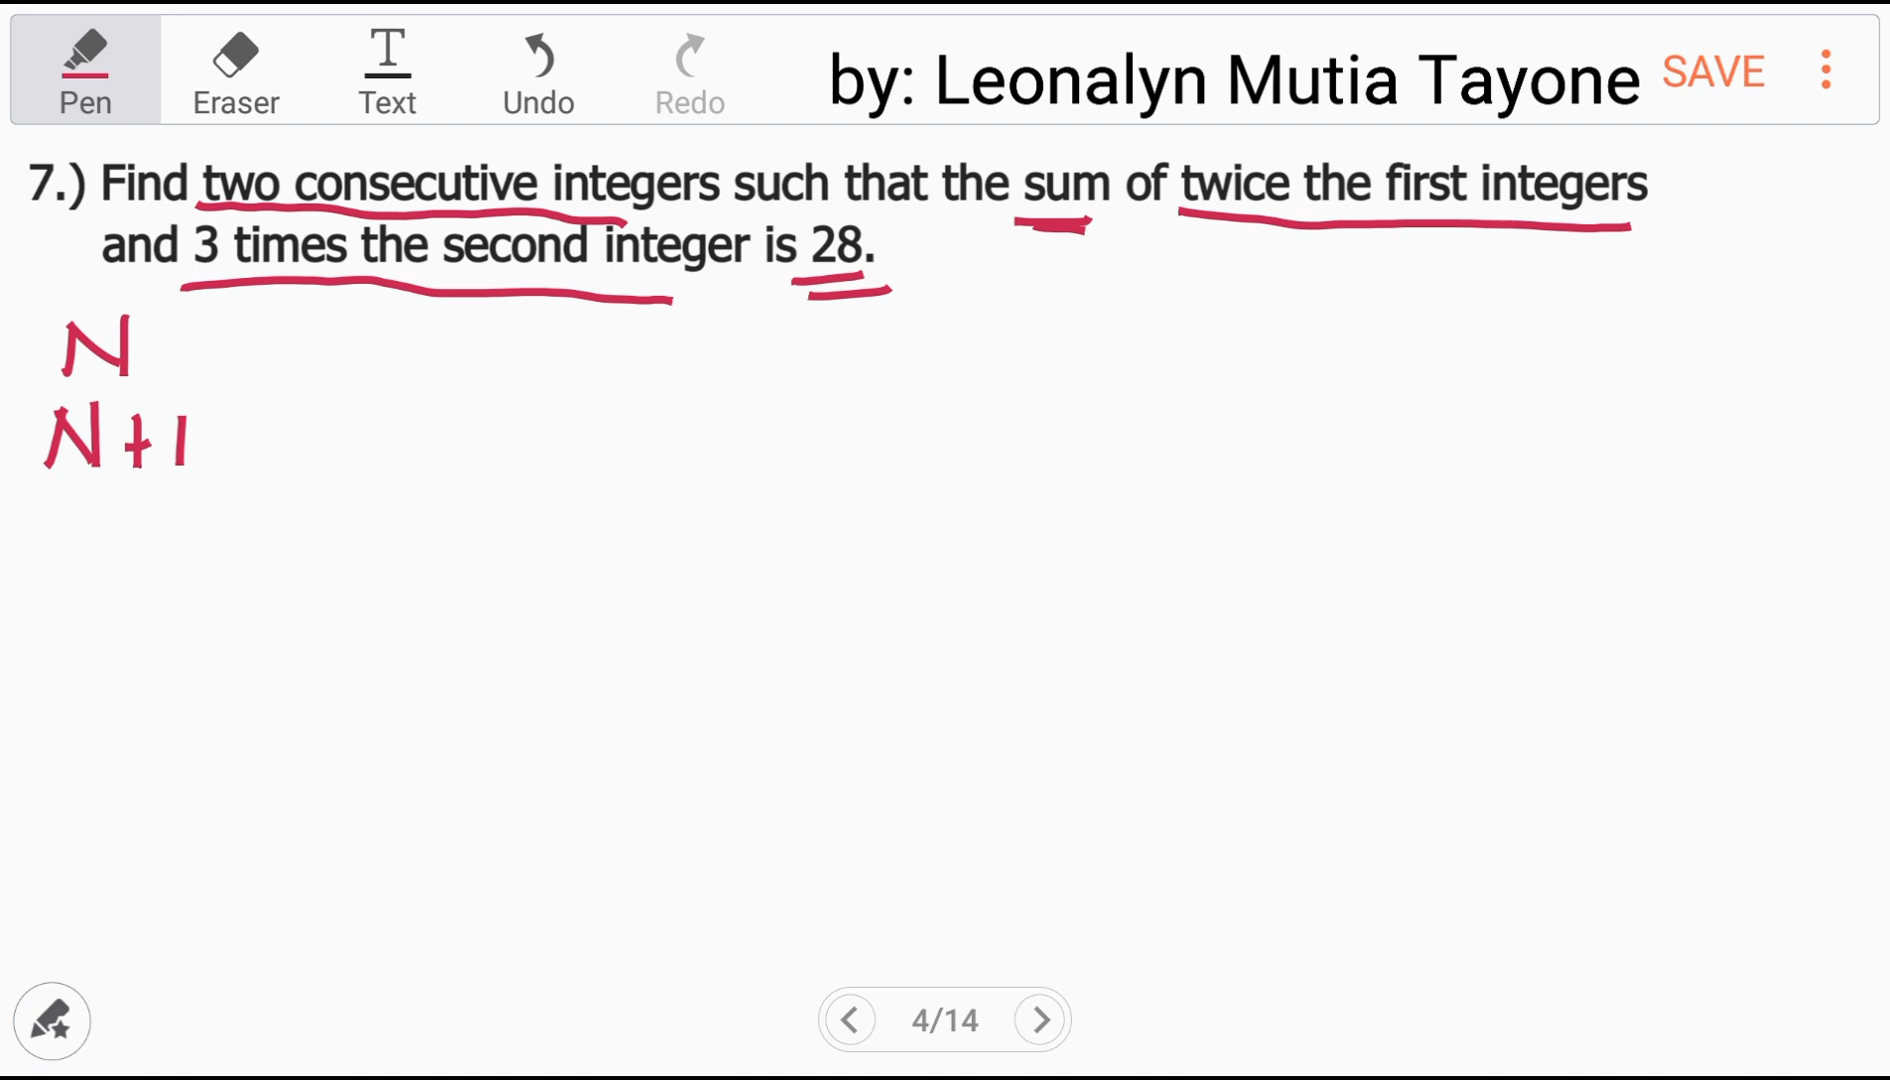 Pen Eraser Text Undo Redo by: Leonalyn Mutia Tayone SAVE
7.) Find two consecutive integers such that the sum of twice the first integers
and 3 times the second integer is 28.
N
N+1
4/14